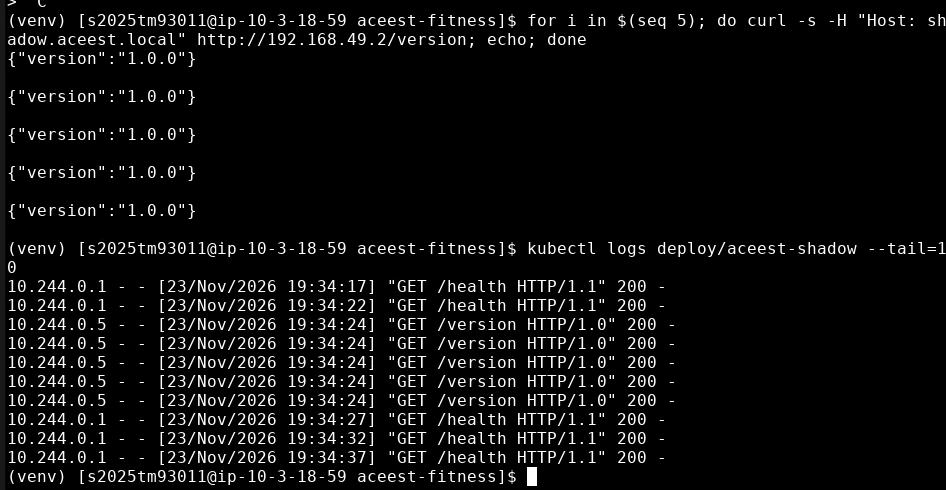 > ^C
(venv) [s2025tm93011@ip-10-3-18-59 aceest-fitness]$ for i in $(seq 5); do curl -s -H "Host: sh
adow.aceest.local" http://192.168.49.2/version; echo; done
{"version":"1.0.0"}
{"version":"1.0.0"}
{"version":"1.0.0"}
{"version":"1.0.0"}
{"version":"1.0.0"}
(venv) [s2025tm93011@ip-10-3-18-59 aceest-fitness]$ kubectl logs deploy/aceest-shadow --tail=1
0
10.244.0.1 - - [23/Nov/2026 19:34:17] "GET /health HTTP/1.1" 200 -
10.244.0.1 - - [23/Nov/2026 19:34:22] "GET /health HTTP/1.1" 200 -
10.244.0.5 - - [23/Nov/2026 19:34:24] "GET /version HTTP/1.0" 200 -
10.244.0.5 - - [23/Nov/2026 19:34:24] "GET /version HTTP/1.0" 200 -
10.244.0.5 - - [23/Nov/2026 19:34:24] "GET /version HTTP/1.0" 200 -
10.244.0.5 - - [23/Nov/2026 19:34:24] "GET /version HTTP/1.0" 200 -
10.244.0.5 - - [23/Nov/2026 19:34:24] "GET /version HTTP/1.0" 200 -
10.244.0.1 - - [23/Nov/2026 19:34:27] "GET /health HTTP/1.1" 200 -
10.244.0.1 - - [23/Nov/2026 19:34:32] "GET /health HTTP/1.1" 200 -
10.244.0.1 - - [23/Nov/2026 19:34:37] "GET /health HTTP/1.1" 200 -
(venv) [s2025tm93011@ip-10-3-18-59 aceest-fitness]$